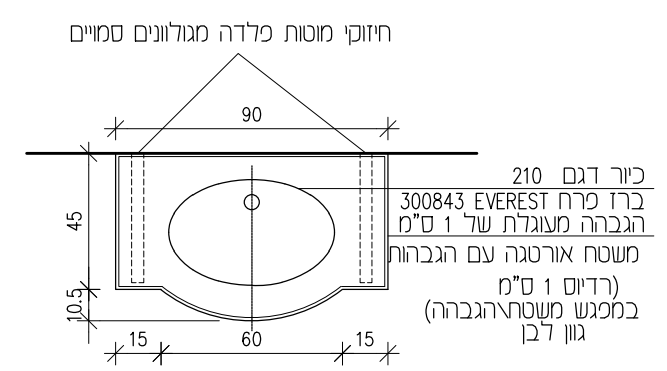 חיזוקי מוטות פלדה מגולוונים סמויים
90
כיור דגם 210
ברז פרח EVEREST 300843
הגבהה מעוגלת של 1 ס"מ
משטח אורטגה עם הגבהות
(רדיוס 1 ס"מ
במפגש משטח\הגבהה)
גוון לבן
45
10.5
15
60
15